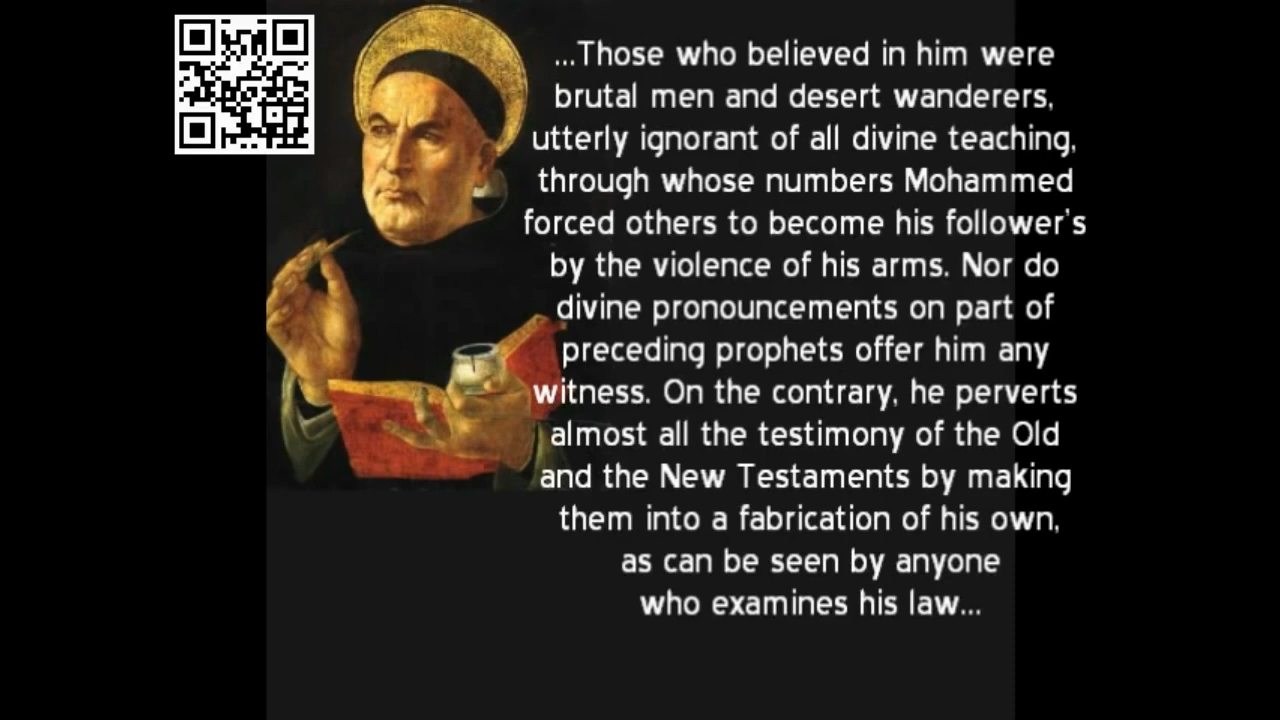 ...Those who believed in him were
brutal men and desert wanderers,
utterly ignorant of all divine teaching,
through whose numbers Mohammed
forced others to become his follower's
by the violence of his arms. Nor do
divine pronouncements on part of
preceding prophets offer him any
witness. On the contrary, he perverts
almost all the testimony of the Old
and the New Testaments by making
them into a fabrication of his own,
as can be seen by anyone
who examines his law...